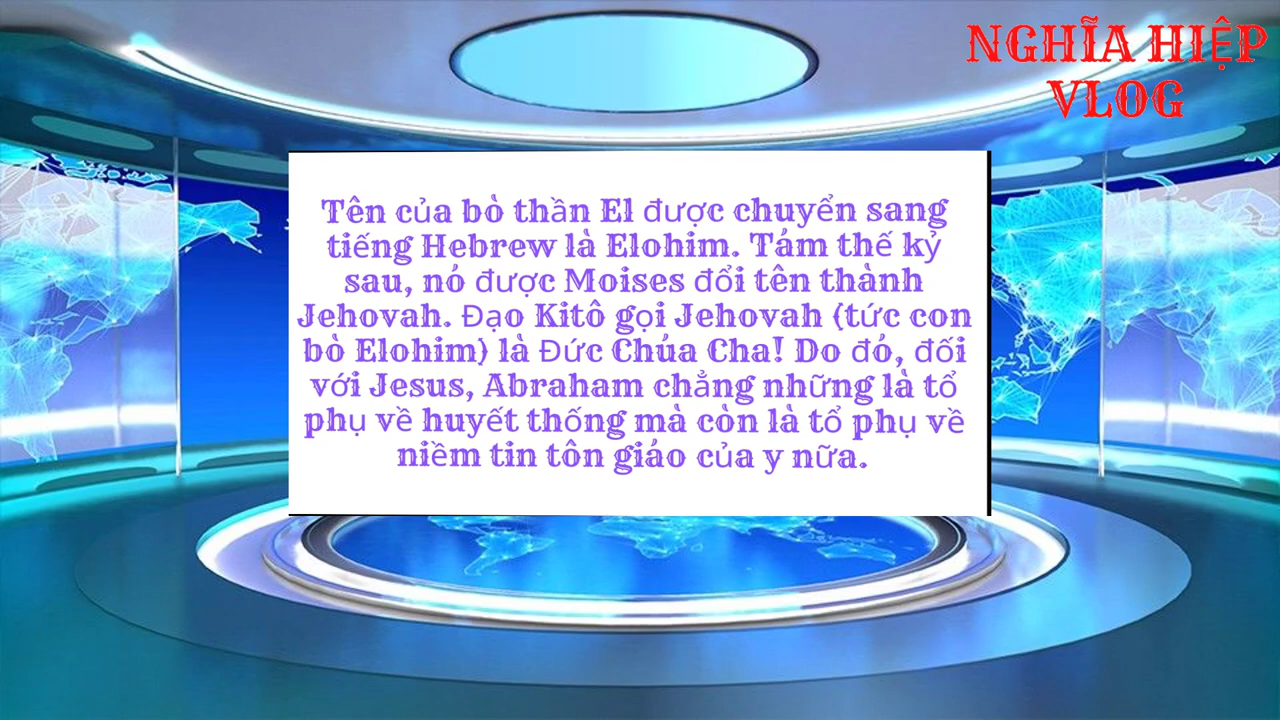 NGHĨA HIỆP
VLOG
Tên của bò thần El được chuyển sang
tiếng Hebrew là Elohim. Tám thế kỷ
sau, nó được Moises đổi tên thành
Jehovah. Đạo Kitô gọi Jehovah (tức con
bò Elohim) là Đức Chúa Cha! Do đó, đối
với Jesus, Abraham chẳng những là tổ
phụ về huyết thống mà còn là tổ phụ về
niềm tin tôn giáo của y nữa.